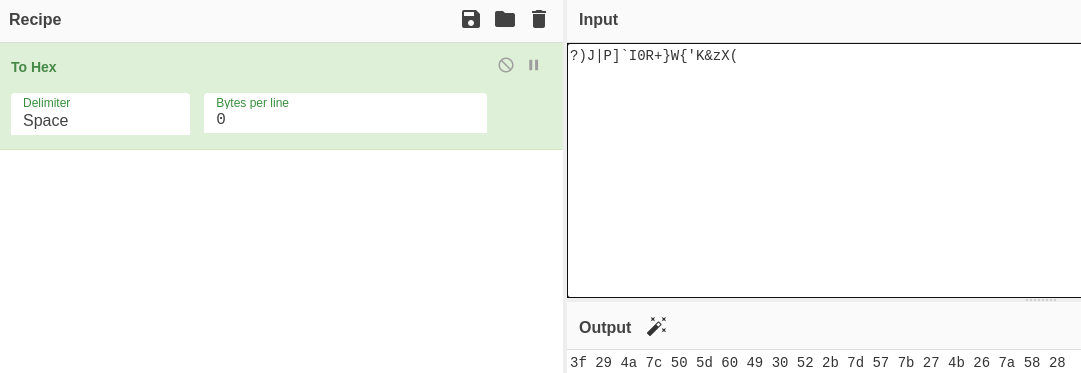 Recipe
To Hex
Delimiter
Space
Bytes per line
0
Input
?)J|P]`I0R+}W{'K&zX(
Output
3f 29 4a 7c 50 5d 60 49 30 52 2b 7d 57 7b 27 4b 26 7a 58 28